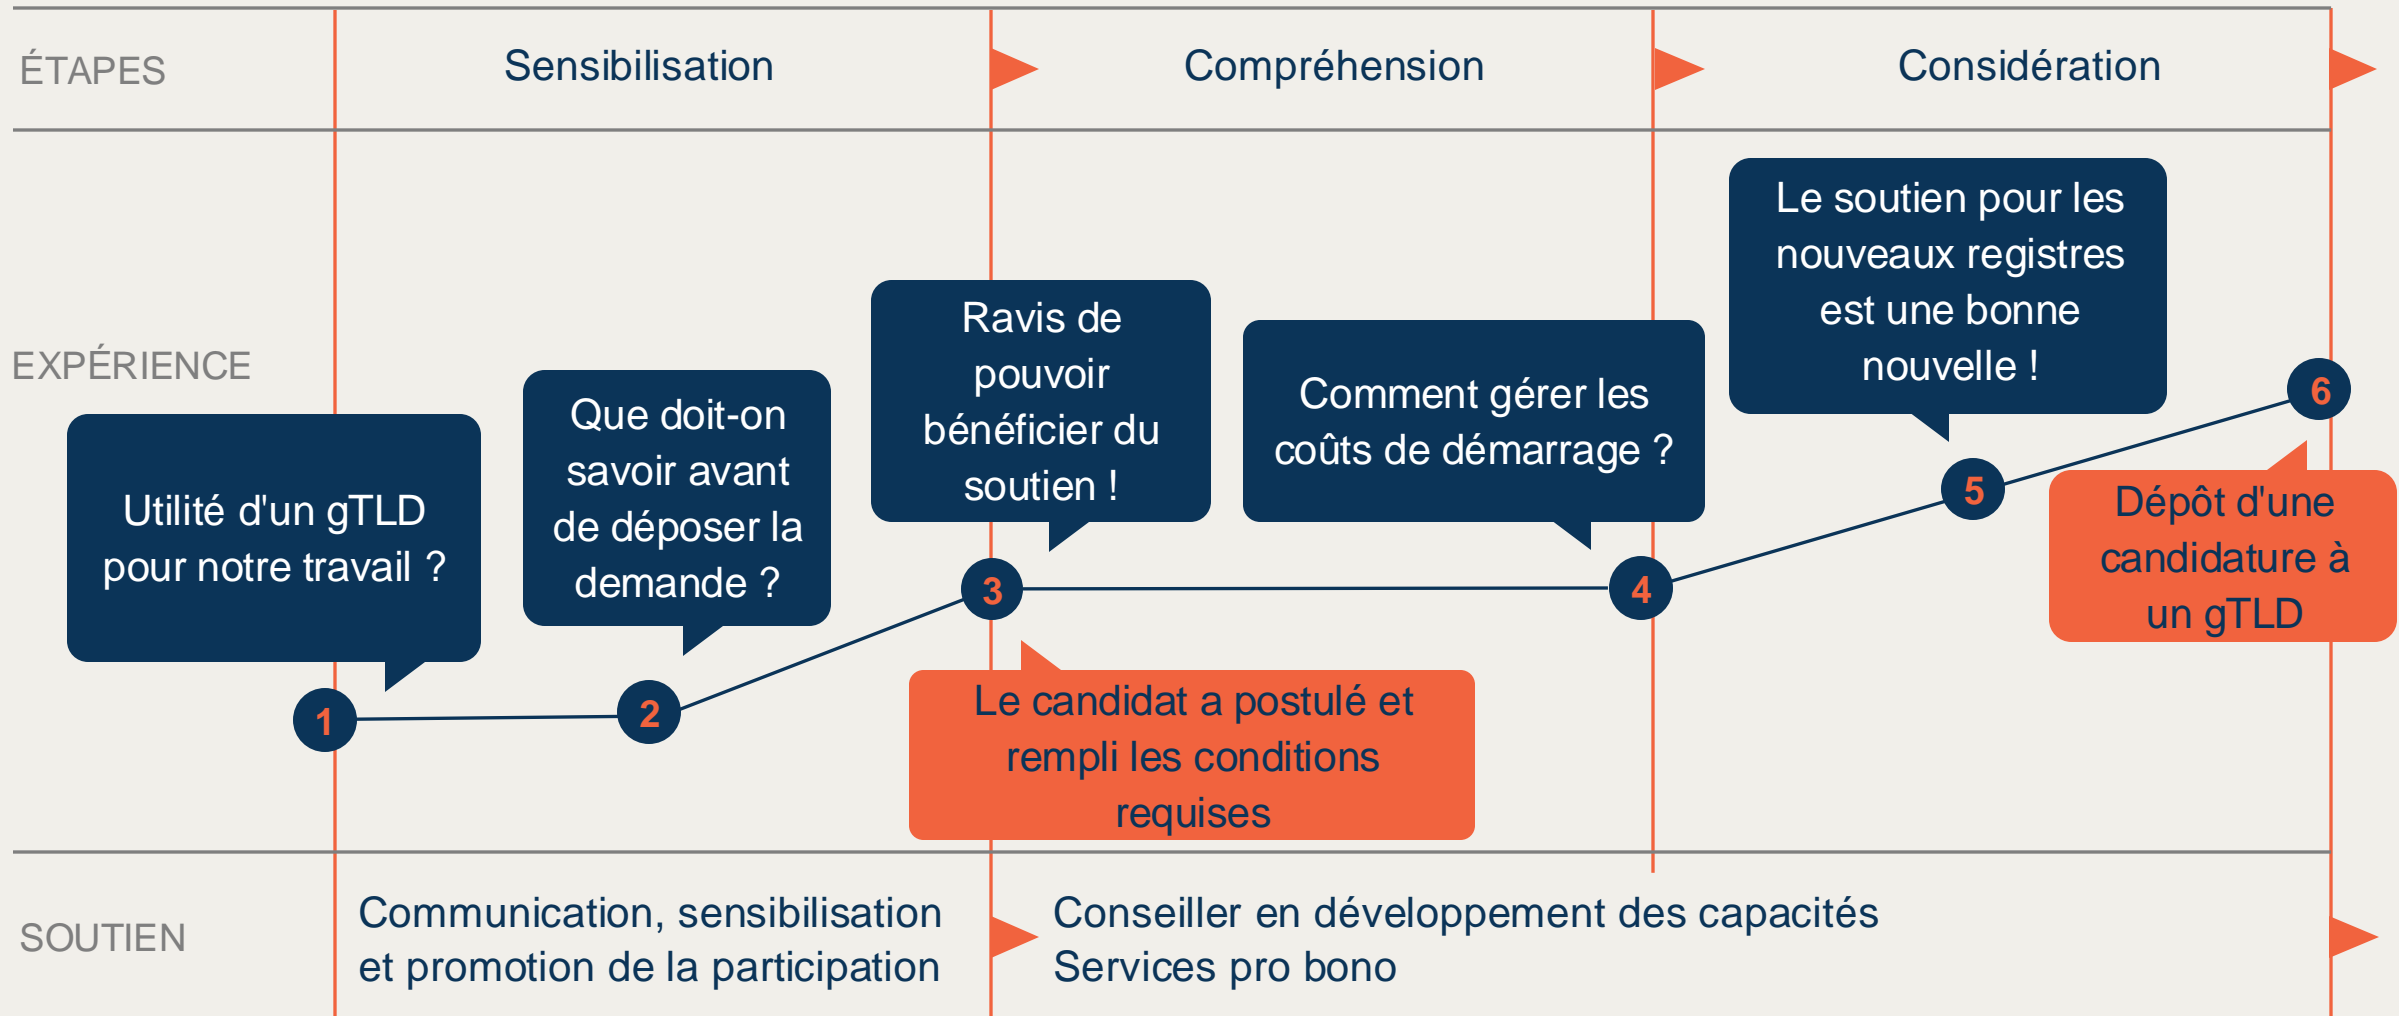 ÉTAPES
Sensibilisation
Compréhension
Considération
EXPÉRIENCE
Utilité d'un gTLD
pour notre travail ?
Que doit-on
savoir avant
de déposer la
demande ?
Ravis de
pouvoir
bénéficier du
soutien !
Comment gérer les
coûts de démarrage ?
Le soutien pour les
nouveaux registres
est une bonne
nouvelle !
1
2
3
4
5
6
Le candidat a postulé et
rempli les conditions
requises
Dépôt d'une
candidature à
un gTLD
SOUTIEN
Communication, sensibilisation
et promotion de la participation
Conseiller en développement des capacités
Services pro bono